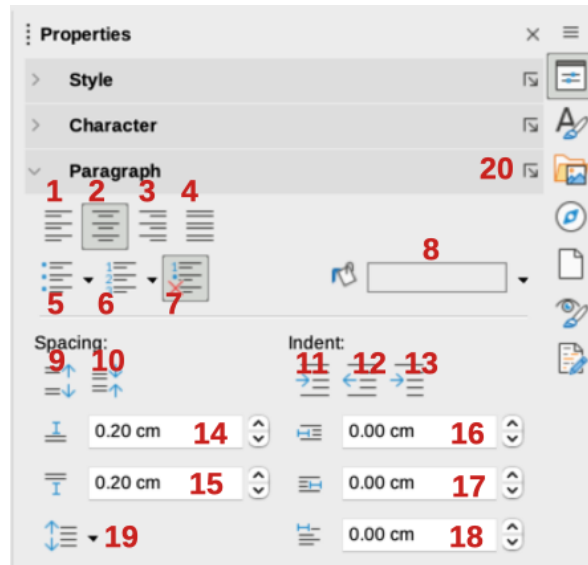 Properties
Style
Character
Paragraph 20
1 2 3 4
8
5 6 7
Spacing: Indent:
9 10 11 12 13
0.20 cm 14 0.00 cm 16
0.20 cm 15 0.00 cm 17
19 0.00 cm 18